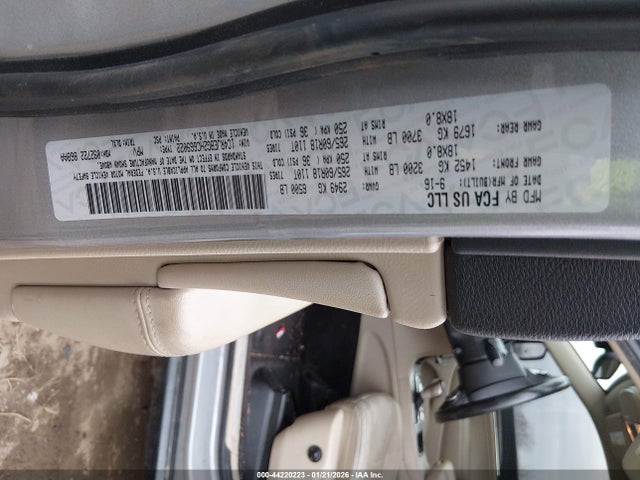 MFD BY FCA US LLC
DATE OF MFR(BUILT): 9-16 GVWR: 2949 KG 6500 LB
GAWR FRONT: 1452 KG 3200 LB
18X8.0 RIMS AT 265/60R18 110T TIRES 250 KPA ( 36 PSI) COLD
GAWR REAR: 1679 KG 3700 LB
18X8.0 RIMS AT 265/60R18 110T TIRES 250 KPA ( 36 PSI) COLD
THIS VEHICLE CONFORMS TO ALL APPLICABLE U.S.A. FEDERAL MOTOR VEHICLE SAFETY
STANDARDS IN EFFECT ON THE DATE OF MANUFACTURE SHOWN ABOVE.
TYPE: MPV
VEHICLE MADE IN U.S.A. PAINT: PSC
MDH: 092722
000-44220223 | 01/21/2026 - IAA Inc.